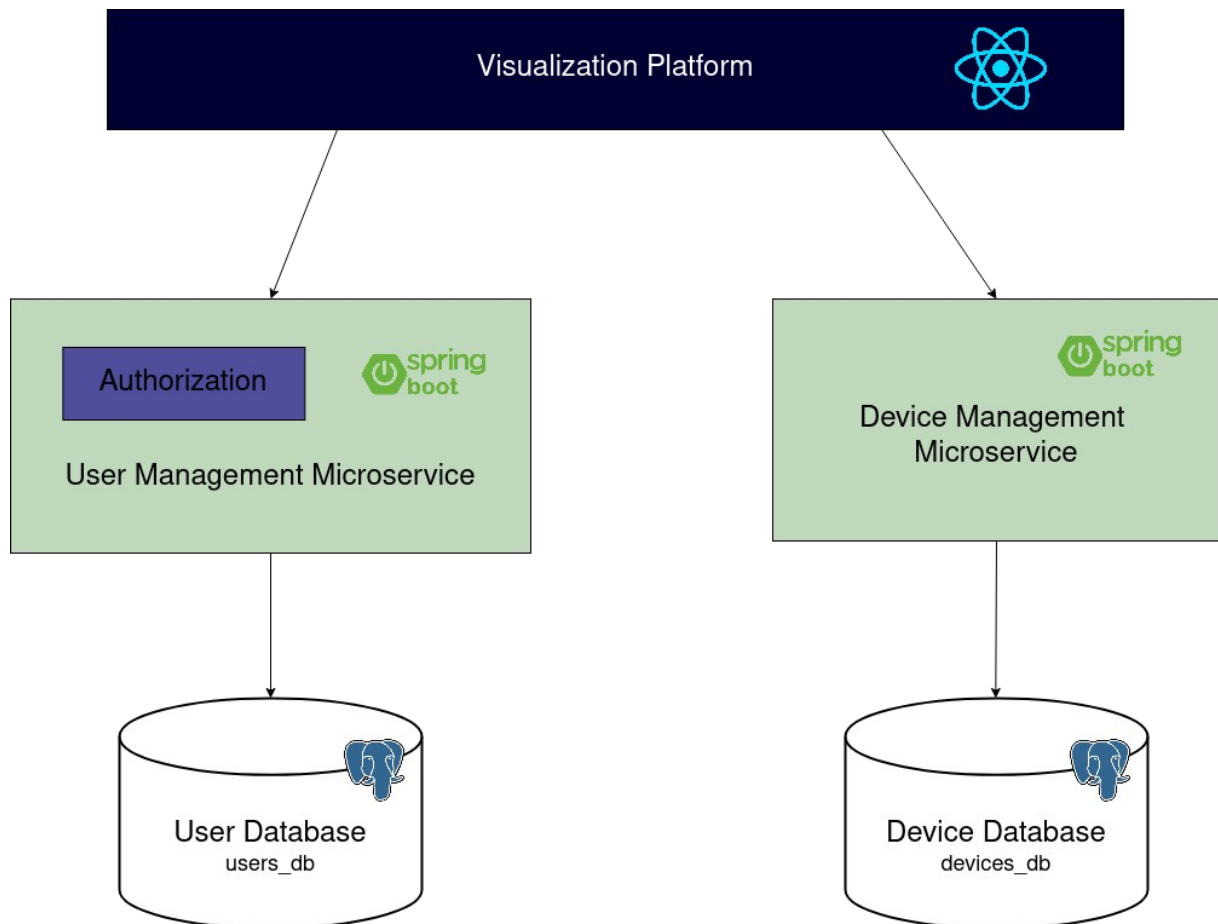 Visualization Platform
Authorization
spring
boot
User Management Microservice
spring
boot
Device Management
Microservice
User Database
users_db
Device Database
devices_db